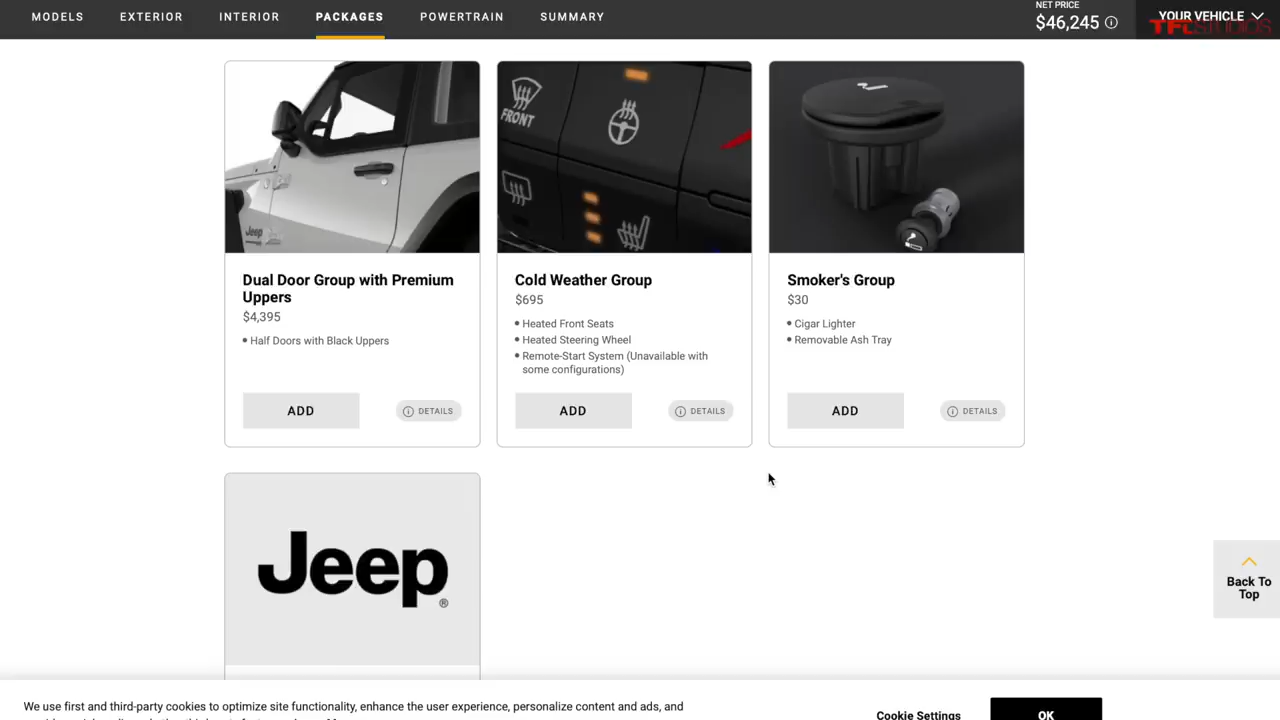 MODELS
EXTERIOR
INTERIOR
PACKAGES
POWERTRAIN
SUMMARY
NET PRICE
$46,245
YOUR VEHICLE
TFLSTUDIOS
FRONT
Jeep
Dual Door Group with Premium
Uppers
$4,395
• Half Doors with Black Uppers
ADD
DETAILS
Cold Weather Group
$695
• Heated Front Seats
• Heated Steering Wheel
• Remote-Start System (Unavailable with
some configurations)
ADD
DETAILS
Smoker's Group
$30
• Cigar Lighter
• Removable Ash Tray
ADD
DETAILS
Jeep®
Back To
Top
We use first and third-party cookies to optimize site functionality, enhance the user experience, personalize content and ads, and
Cookie Settings
OK